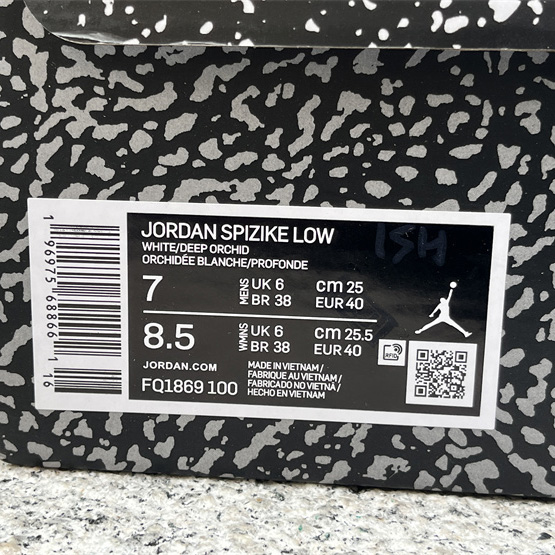 JORDAN SPIZIKE LOW
WHITE/DEEP ORCHID
ORCHIDÉE BLANCHE/PROFONDE
7 MENS UK 6 cm 25
BR 38 EUR 40
8.5 WMNS UK 6 cm 25.5
BR 38 EUR 40
RFID
JORDAN.COM
FQ1869 100
MADE IN VIETNAM /
FABRIQUE AU VIETNAM /
FABRICADO NO VIETNÃ /
HECHO EN VIETNAM
1 96975 68866 1 16